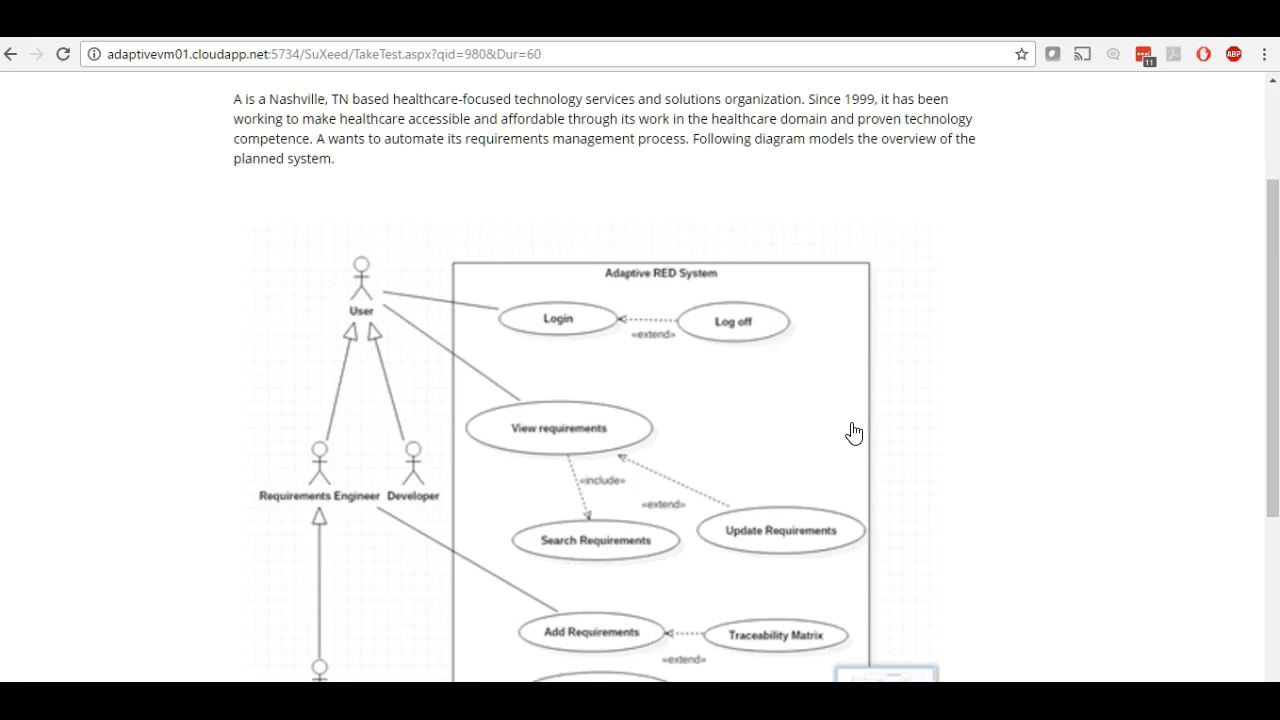 adaptivevm01.cloudapp.net:5734/SuXeed/TakeTest.aspx?qid=980&Dur=60
11
ABP
A is a Nashville, TN based healthcare-focused technology services and solutions organization. Since 1999, it has been
working to make healthcare accessible and affordable through its work in the healthcare domain and proven technology
competence. A wants to automate its requirements management process. Following diagram models the overview of the
planned system.
Adaptive RED System
User
Login
Log off
«extend»
View requirements
«include»
«extend»
Requirements Engineer
Developer
Search Requirements
Update Requirements
Add Requirements
Traceability Matrix
«extend»